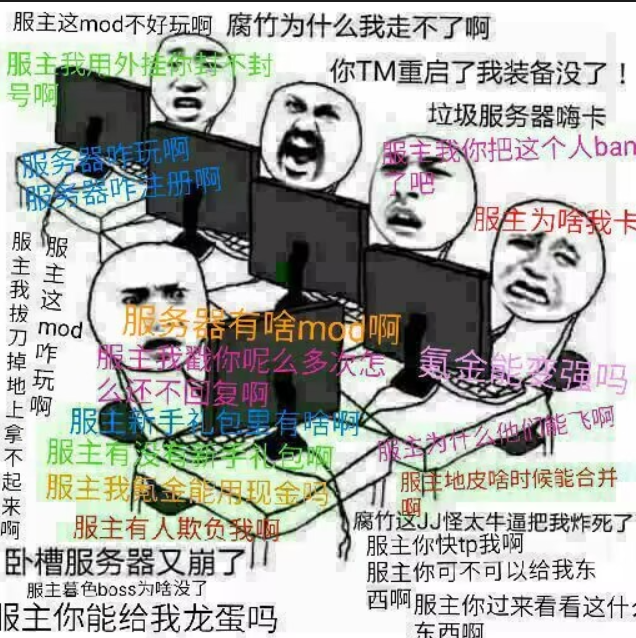 服主这mod不好玩啊
腐竹为什么我走不了啊
服主我用外挂你封不封
号啊
你TM重启了我装备没了！
垃圾服务器嗨卡
服主我你把这个人ban
了吧
服务器咋玩啊
服务器咋注册啊
服主为啥我卡
服主我拔刀掉地上拿不起来啊
服主这mod咋玩啊
服务器有啥mod啊
服主我戳你呢么多次怎
么还不回复啊
氪金能变强吗
服主新手礼包里有啥啊
服主为什么他们能飞啊
服主有没有新手礼包啊
服主我氪金能用现金吗
服主地皮啥时候能合并
啊
服主有人欺负我啊
腐竹这JJ怪太牛逼把我炸死了
卧槽服务器又崩了
服主你快tp我啊
服主暮色boss为啥没了
服主你可不可以给我东
西啊
服主你能给我龙蛋吗
服主你过来看看这什么
东西啊